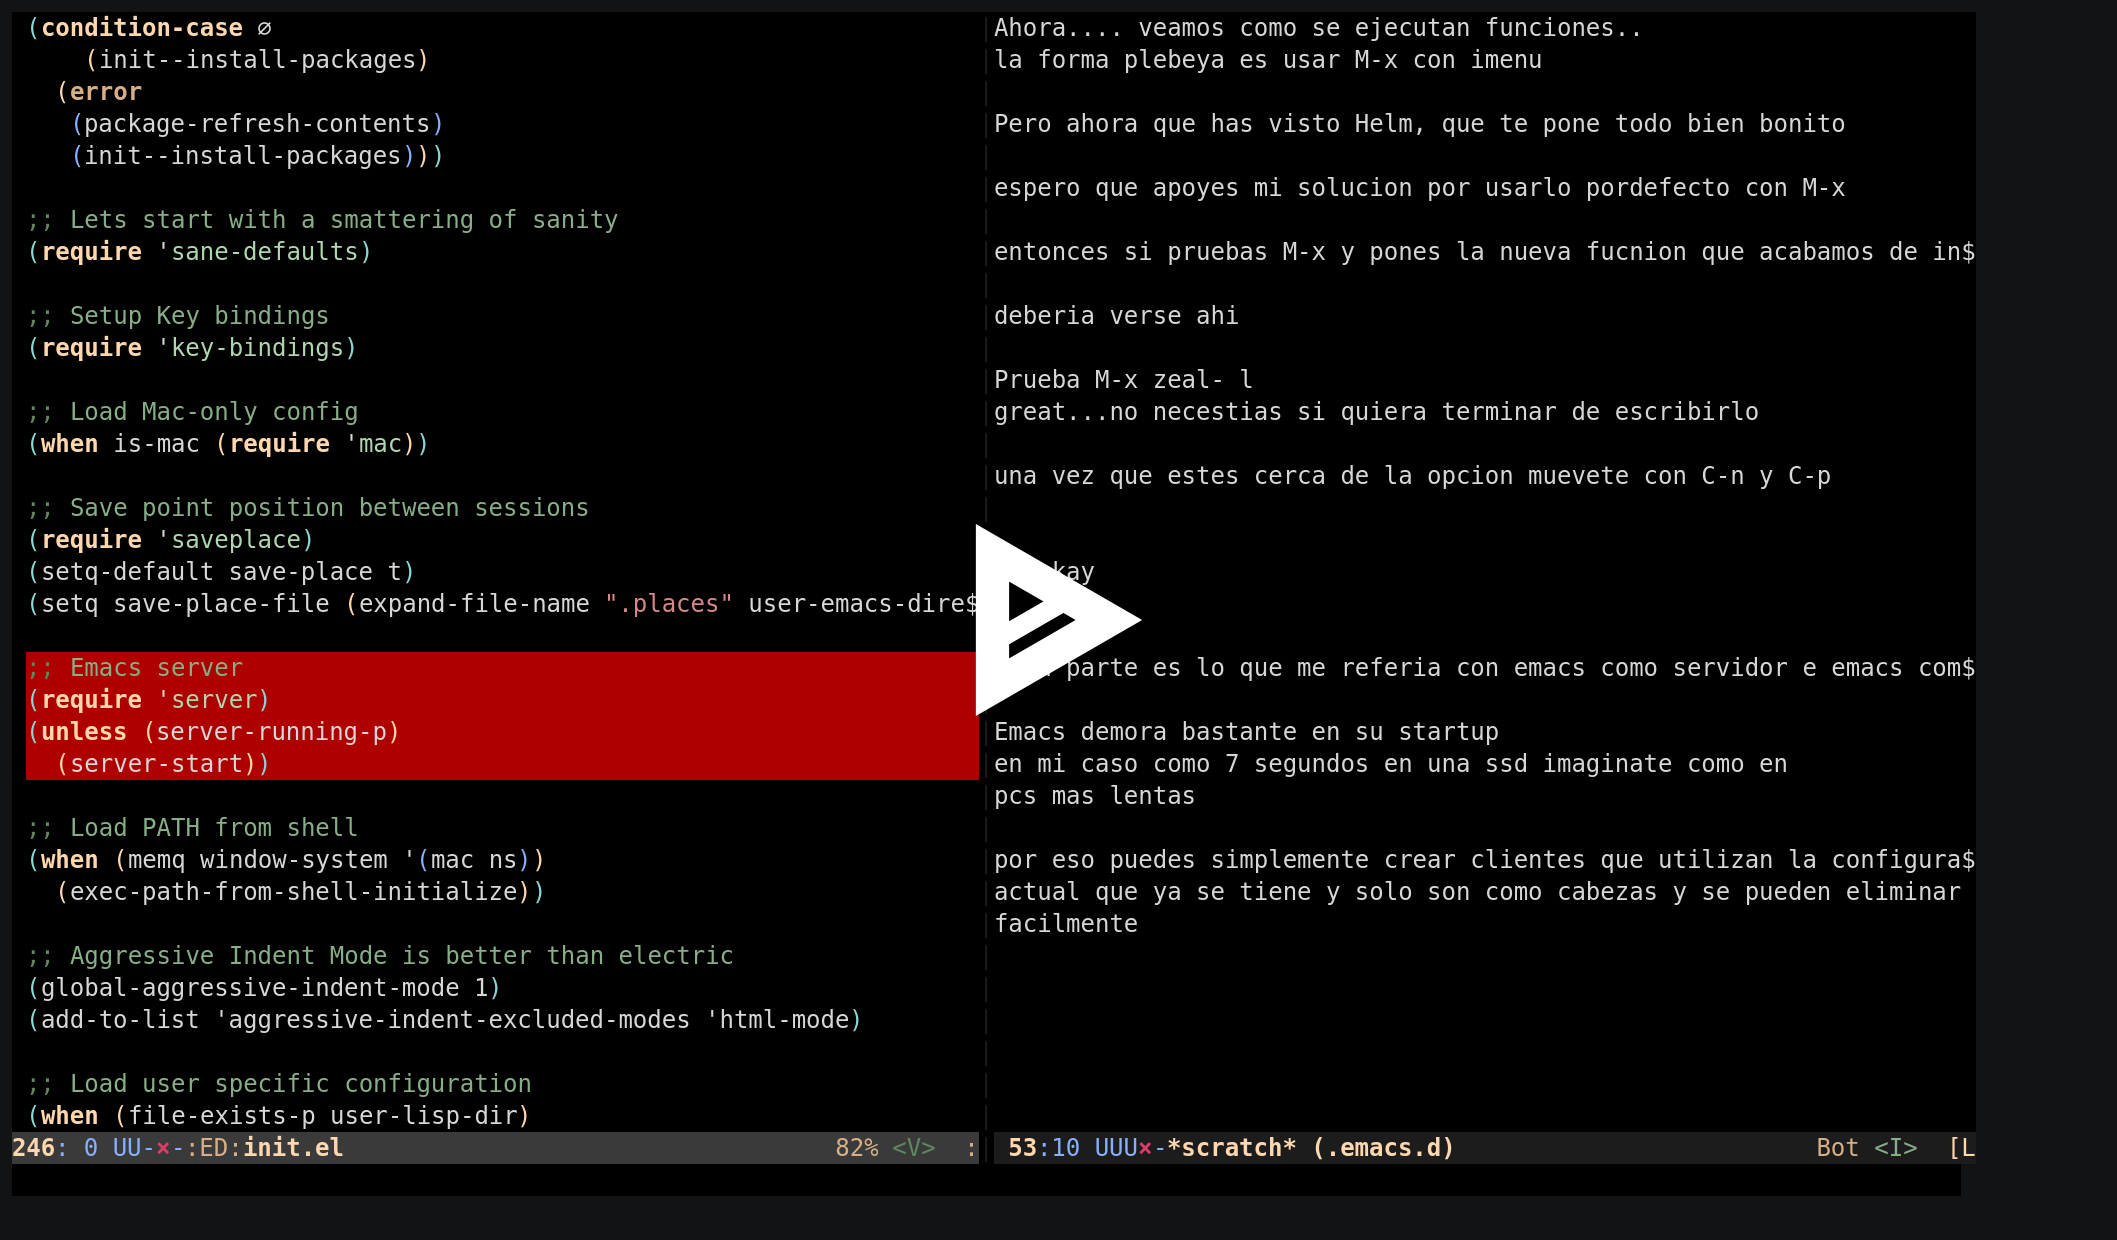 (condition-case ∅
(init--install-packages)
(error
(package-refresh-contents)
(init--install-packages)))
;; Lets start with a smattering of sanity
(require 'sane-defaults)
;; Setup Key bindings
(require 'key-bindings)
;; Load Mac-only config
(when is-mac (require 'mac))
;; Save point position between sessions
(require 'saveplace)
(setq-default save-place t)
(setq save-place-file (expand-file-name ".places" user-emacs-dire$
;; Emacs server
(require 'server)
(unless (server-running-p)
(server-start))
;; Load PATH from shell
(when (memq window-system '(mac ns))
(exec-path-from-shell-initialize))
;; Aggressive Indent Mode is better than electric
(global-aggressive-indent-mode 1)
(add-to-list 'aggressive-indent-excluded-modes 'html-mode)
;; Load user specific configuration
(when (file-exists-p user-lisp-dir)
246: 0 UU-×-:ED:init.el 82% <V> :
Ahora.... veamos como se ejecutan funciones..
la forma plebeya es usar M-x con imenu
Pero ahora que has visto Helm, que te pone todo bien bonito
espero que apoyes mi solucion por usarlo pordefecto con M-x
entonces si pruebas M-x y pones la nueva fucnion que acabamos de in$
deberia verse ahi
Prueba M-x zeal- l
great...no necestias si quiera terminar de escribirlo
una vez que estes cerca de la opcion muevete con C-n y C-p
kay
parte es lo que me referia con emacs como servidor e emacs com$
Emacs demora bastante en su startup
en mi caso como 7 segundos en una ssd imaginate como en
pcs mas lentas
por eso puedes simplemente crear clientes que utilizan la configura$
actual que ya se tiene y solo son como cabezas y se pueden eliminar
facilmente
53:10 UUU×-*scratch* (.emacs.d) Bot <I> [L